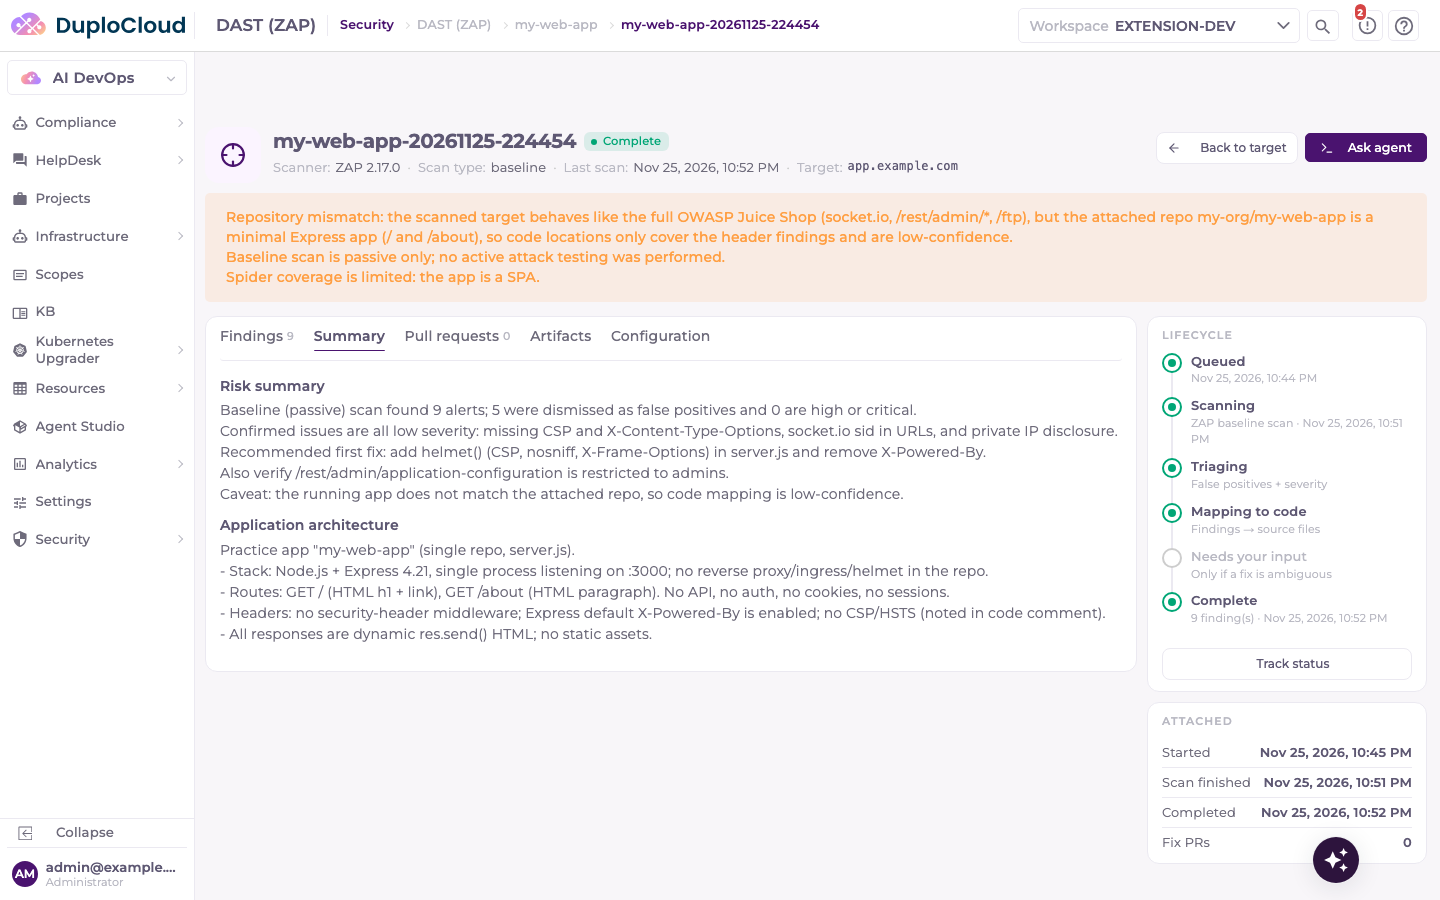 DuploCloud
DAST (ZAP)
Security
DAST (ZAP)
my-web-app
my-web-app-20261125-224454
Workspace EXTENSION-DEV
2
AI DevOps
Compliance
HelpDesk
Projects
Infrastructure
Scopes
KB
Kubernetes
Upgrader
Resources
Agent Studio
Analytics
Settings
Security
Collapse
AM
admin@example....
Administrator
my-web-app-20261125-224454
Complete
Scanner: ZAP 2.17.0 · Scan type: baseline · Last scan: Nov 25, 2026, 10:52 PM · Target: app.example.com
Back to target
Ask agent
Repository mismatch: the scanned target behaves like the full OWASP Juice Shop (socket.io, /rest/admin/*, /ftp), but the attached repo my-org/my-web-app is a
minimal Express app (/ and /about), so code locations only cover the header findings and are low-confidence.
Baseline scan is passive only; no active attack testing was performed.
Spider coverage is limited: the app is a SPA.
Findings 9
Summary
Pull requests 0
Artifacts
Configuration
Risk summary
Baseline (passive) scan found 9 alerts; 5 were dismissed as false positives and 0 are high or critical.
Confirmed issues are all low severity: missing CSP and X-Content-Type-Options, socket.io sid in URLs, and private IP disclosure.
Recommended first fix: add helmet() (CSP, nosniff, X-Frame-Options) in server.js and remove X-Powered-By.
Also verify /rest/admin/application-configuration is restricted to admins.
Caveat: the running app does not match the attached repo, so code mapping is low-confidence.
Application architecture
Practice app "my-web-app" (single repo, server.js).
- Stack: Node.js + Express 4.21, single process listening on :3000; no reverse proxy/ingress/helmet in the repo.
- Routes: GET / (HTML h1 + link), GET /about (HTML paragraph). No API, no auth, no cookies, no sessions.
- Headers: no security-header middleware; Express default X-Powered-By is enabled; no CSP/HSTS (noted in code comment).
- All responses are dynamic res.send() HTML; no static assets.
LIFECYCLE
Queued
Nov 25, 2026, 10:44 PM
Scanning
ZAP baseline scan · Nov 25, 2026, 10:51
PM
Triaging
False positives + severity
Mapping to code
Findings → source files
Needs your input
Only if a fix is ambiguous
Complete
9 finding(s) · Nov 25, 2026, 10:52 PM
Track status
ATTACHED
Started Nov 25, 2026, 10:45 PM
Scan finished Nov 25, 2026, 10:51 PM
Completed Nov 25, 2026, 10:52 PM
Fix PRs 0